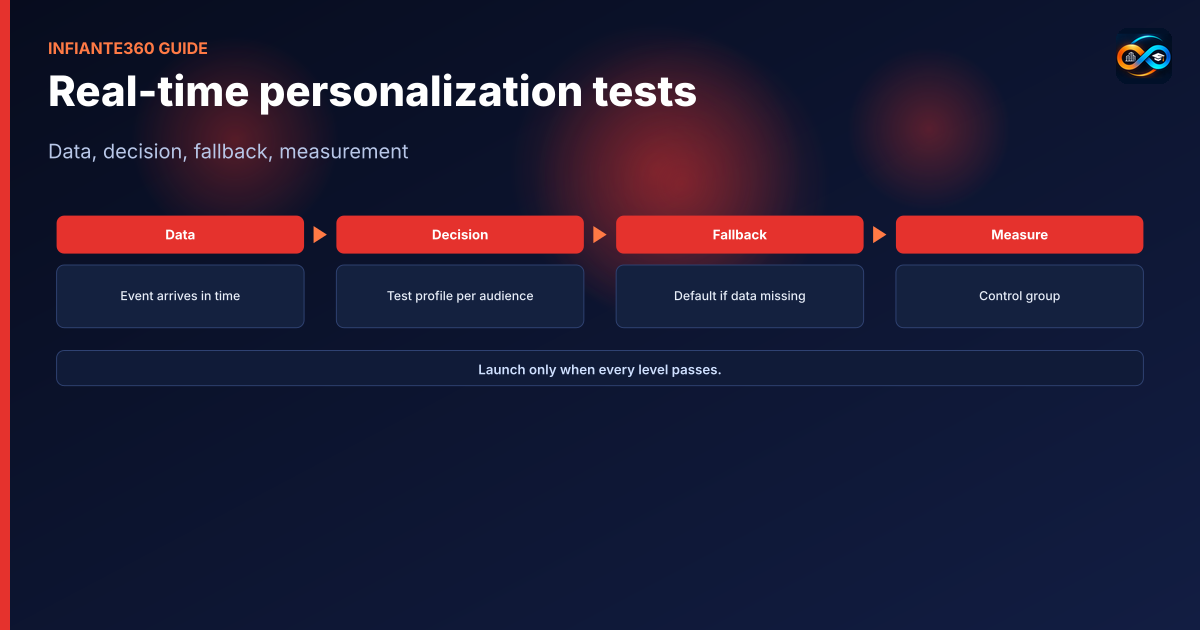 INFIANTE360 GUIDE
Real-time personalization tests
Data, decision, fallback, measurement
Data
Decision
Fallback
Measure
Event arrives in time
Test profile per audience
Default if data missing
Control group
Launch only when every level passes.